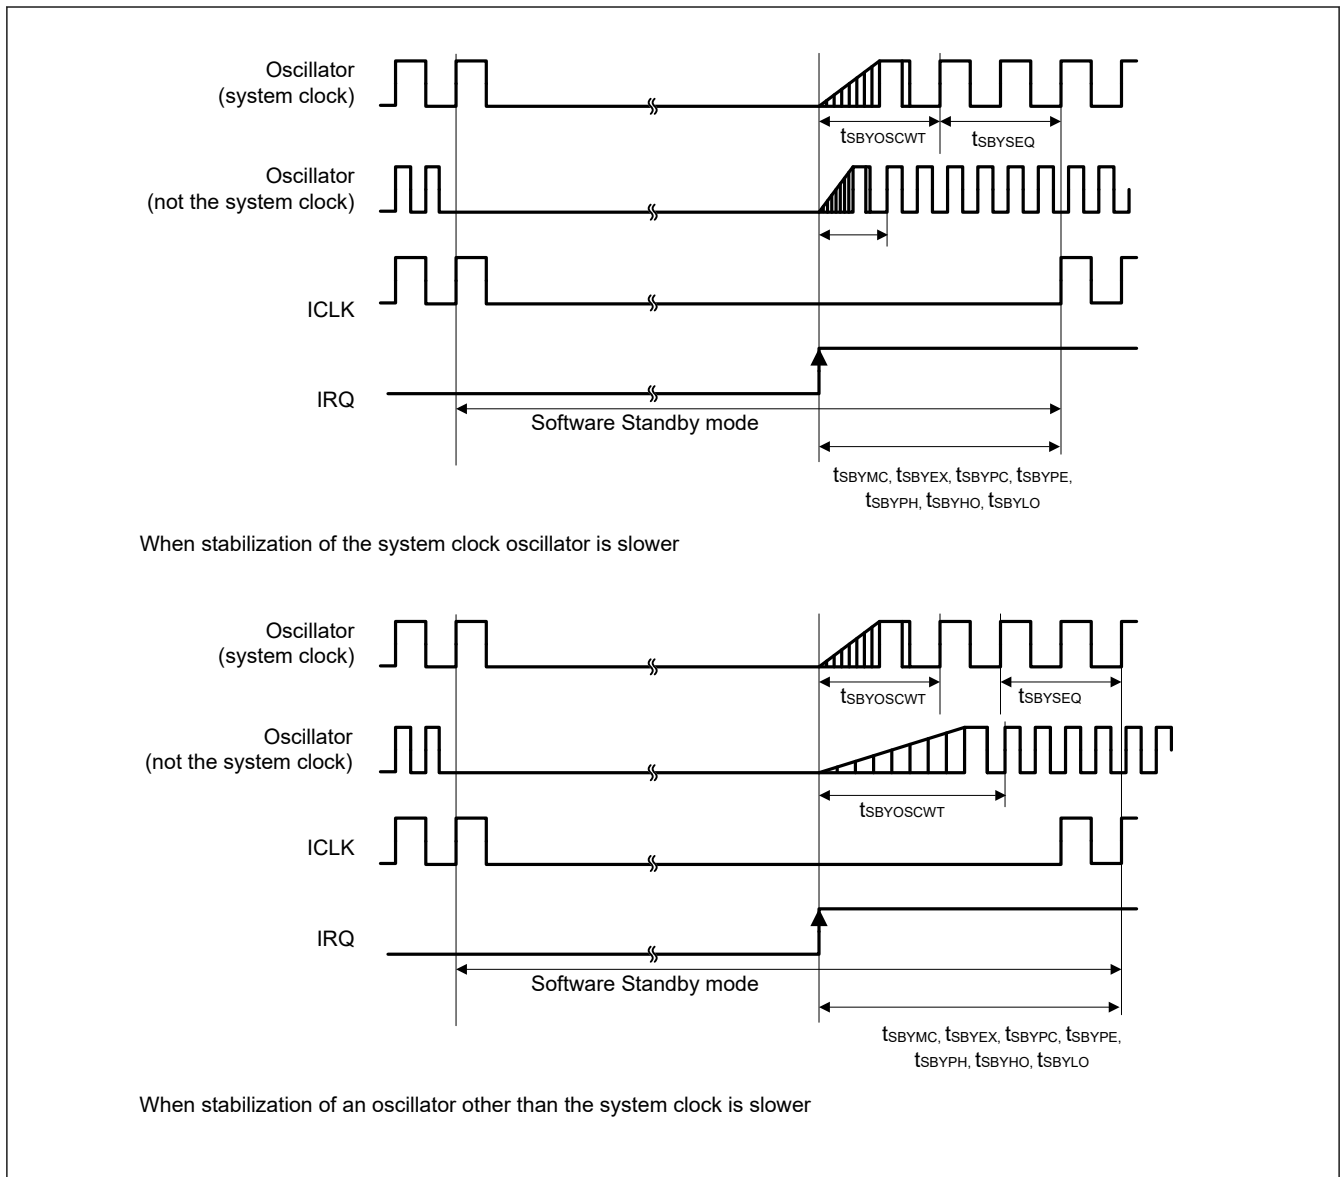 Oscillator
(system clock)
tSBYOSCWT
tSBYSEQ
Oscillator
(not the system clock)
ICLK
IRQ
Software Standby mode
tSBYMC, tSBYEX, tSBYPC, tSBYPE,
tSBYPH, tSBYHO, tSBYLO
When stabilization of the system clock oscillator is slower
Oscillator
(system clock)
tSBYOSCWT
tSBYSEQ
Oscillator
(not the system clock)
tSBYOSCWT
ICLK
IRQ
Software Standby mode
tSBYMC, tSBYEX, tSBYPC, tSBYPE,
tSBYPH, tSBYHO, tSBYLO
When stabilization of an oscillator other than the system clock is slower